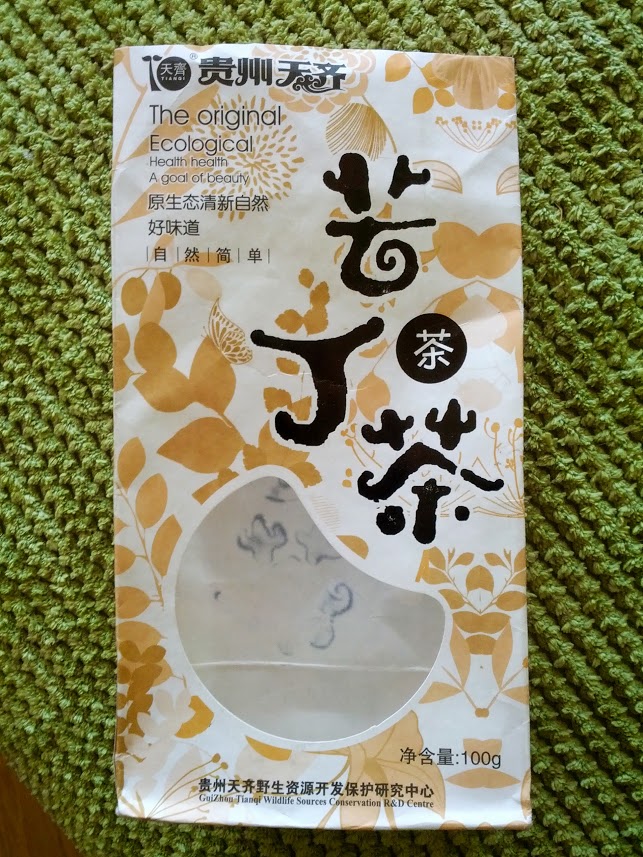 天齊 ® 贵州天齐
TIANQI
The original
Ecological
Health health
A goal of beauty
原生态清新自然
好味道
|自|然|简|单|
苦
丁 茶
茶
净含量:100g
贵州天齐野生资源开发保护研究中心
GuiZhou Tianqi Wildlife Sources Conservation R&D Centre